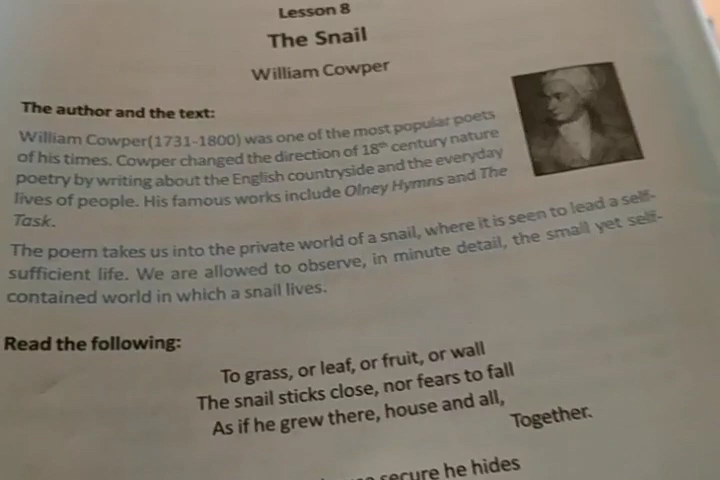 Lesson 8
The Snail
William Cowper
The author and the text:
William Cowper(1731-1800) was one of the most popular poets
of his times. Cowper changed the direction of 18th century nature
poetry by writing about the English countryside and the everyday
lives of people. His famous works include Olney Hymns and The
Task.
The poem takes us into the private world of a snail, where it is seen to lead a self-
sufficient life. We are allowed to observe, in minute detail, the small yet self-
contained world in which a snail lives.
Read the following:
To grass, or leaf, or fruit, or wall
The snail sticks close, nor fears to fall
As if he grew there, house and all,
Together.
secure he hides